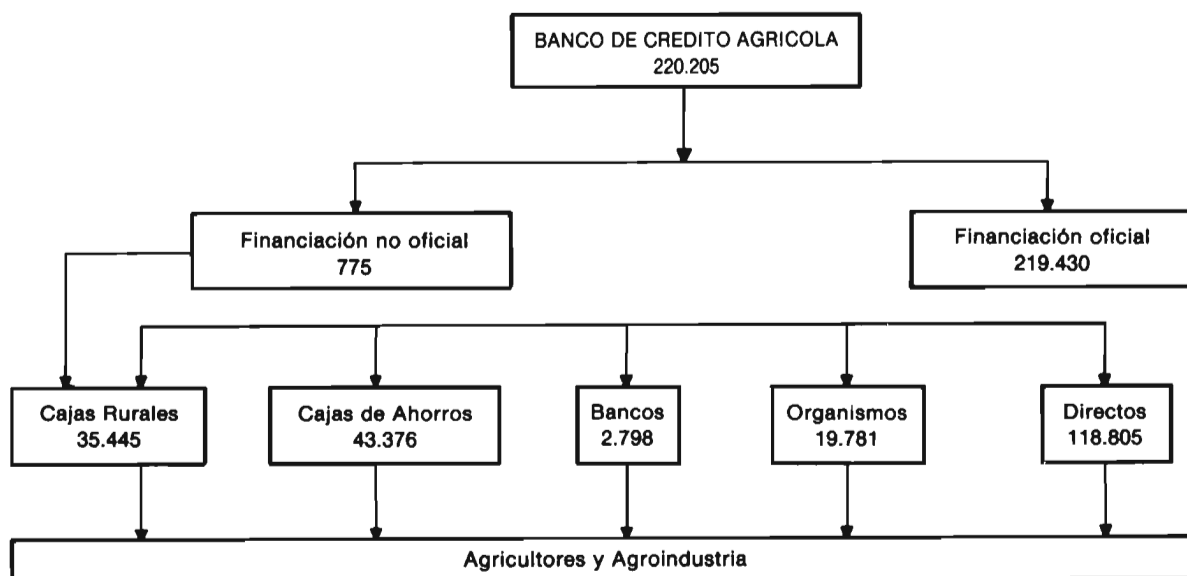 BANCO DE CREDITO AGRICOLA
220.205
Financiación no oficial
775
Financiación oficial
219.430
Cajas Rurales
35.445
Cajas de Ahorros
43.376
Bancos
2.798
Organismos
19.781
Directos
118.805
Agricultores y Agroindustria